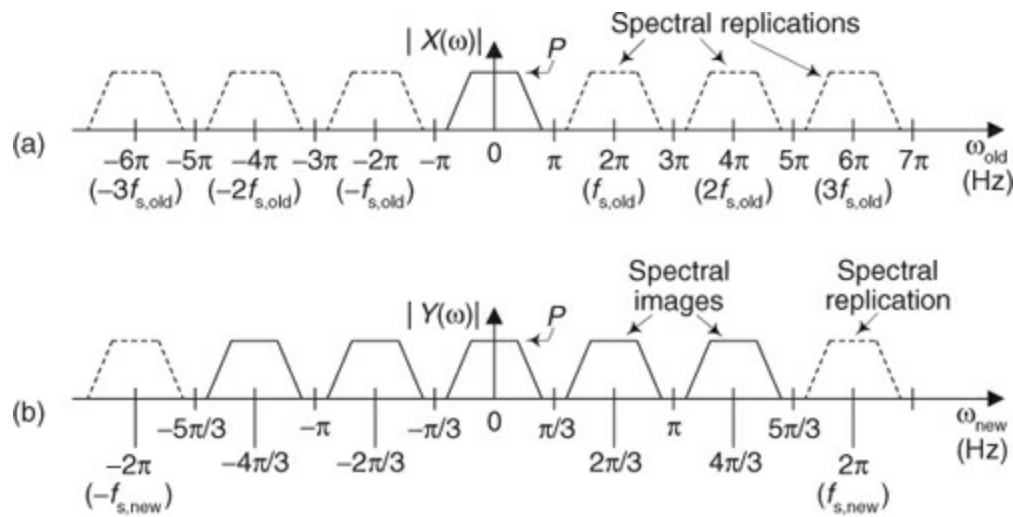 Spectral replications
| X(ω)|
P
(a)
−6π −5π −4π −3π −2π −π 0 π 2π 3π 4π 5π 6π 7π ω_old
(−3f_s,old) (−2f_s,old) (−f_s,old) (f_s,old) (2f_s,old) (3f_s,old) (Hz)
Spectral images
Spectral replication
| Y(ω)|
P
(b)
−5π/3 −π −π/3 0 π/3 π 5π/3 ω_new
−2π −4π/3 −2π/3 2π/3 4π/3 2π (Hz)
(−f_s,new) (f_s,new)